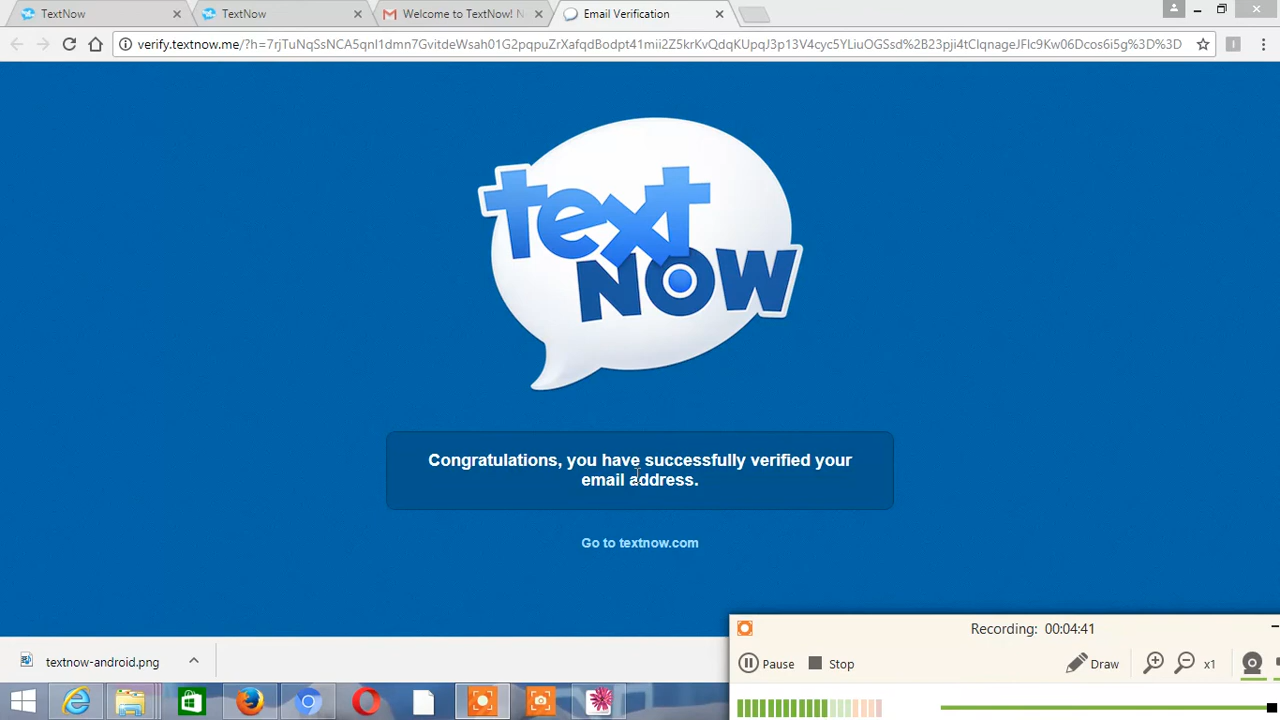 TextNow
TextNow
Welcome to TextNow! N
Email Verification
verify.textnow.me/?h=7rjTuNqSsNCA5qnl1dmn7GvitdeWsat01G2pqpuZrXafqdBodpt41mii2Z5krKvQdqKUpqJ3p13V4cyc5YLiuOGSsd%2B23pji4tClqnageJFlc9Kw06Dcos6i5g%3D%3D
text
NOW
Congratulations, you have successfully verified your
email address.
Go to textnow.com
Recording: 00:04:41
textnow-android.png
Pause
Stop
Draw
x1